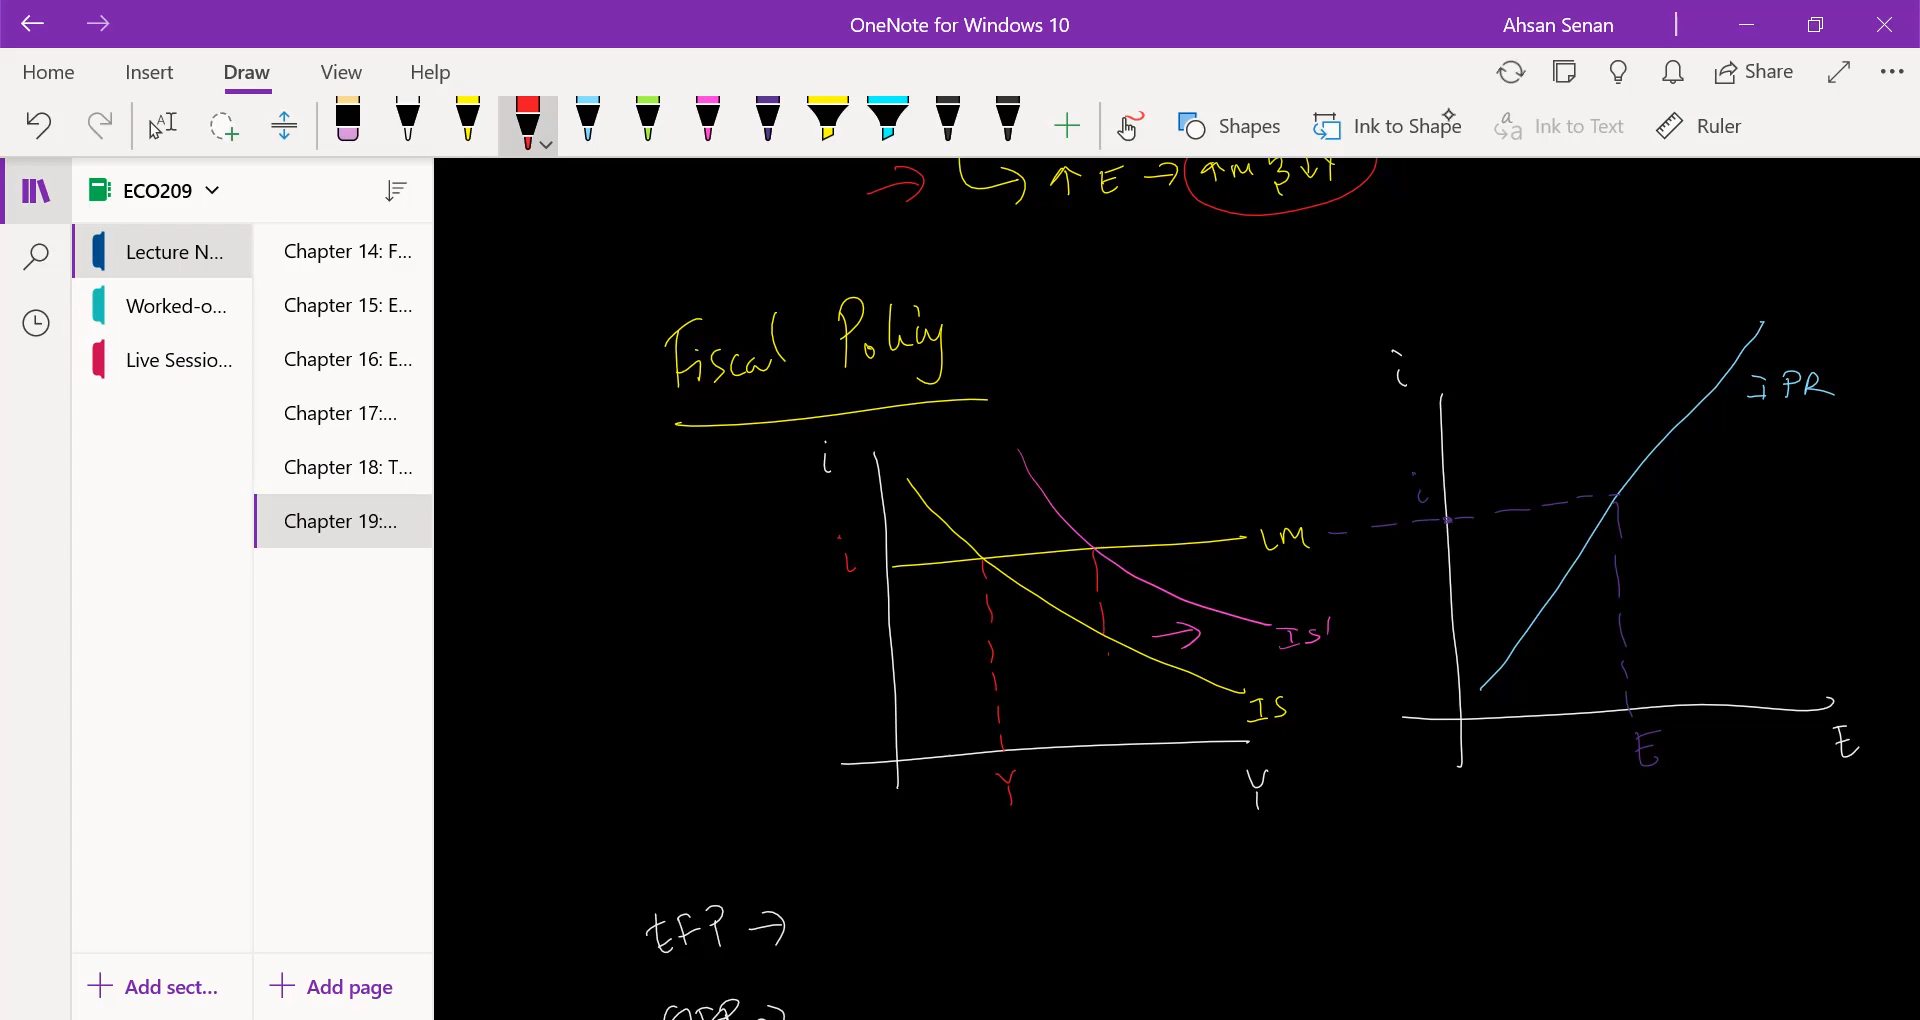 OneNote for Windows 10
Ahsan Senan
Home Insert Draw View Help
Share
Shapes Ink to Shape Ink to Text Ruler
ECO209
Lecture N...
Worked-o...
Live Sessio...
Chapter 14: F...
Chapter 15: E...
Chapter 16: E...
Chapter 17:...
Chapter 18: T...
Chapter 19:...
Add sect...
Add page
→ ↳ ↑ E →
Fiscal Policy
i
i
LM
IS'
IS
Y
Y
i
IPR
i
E
E
EFP →